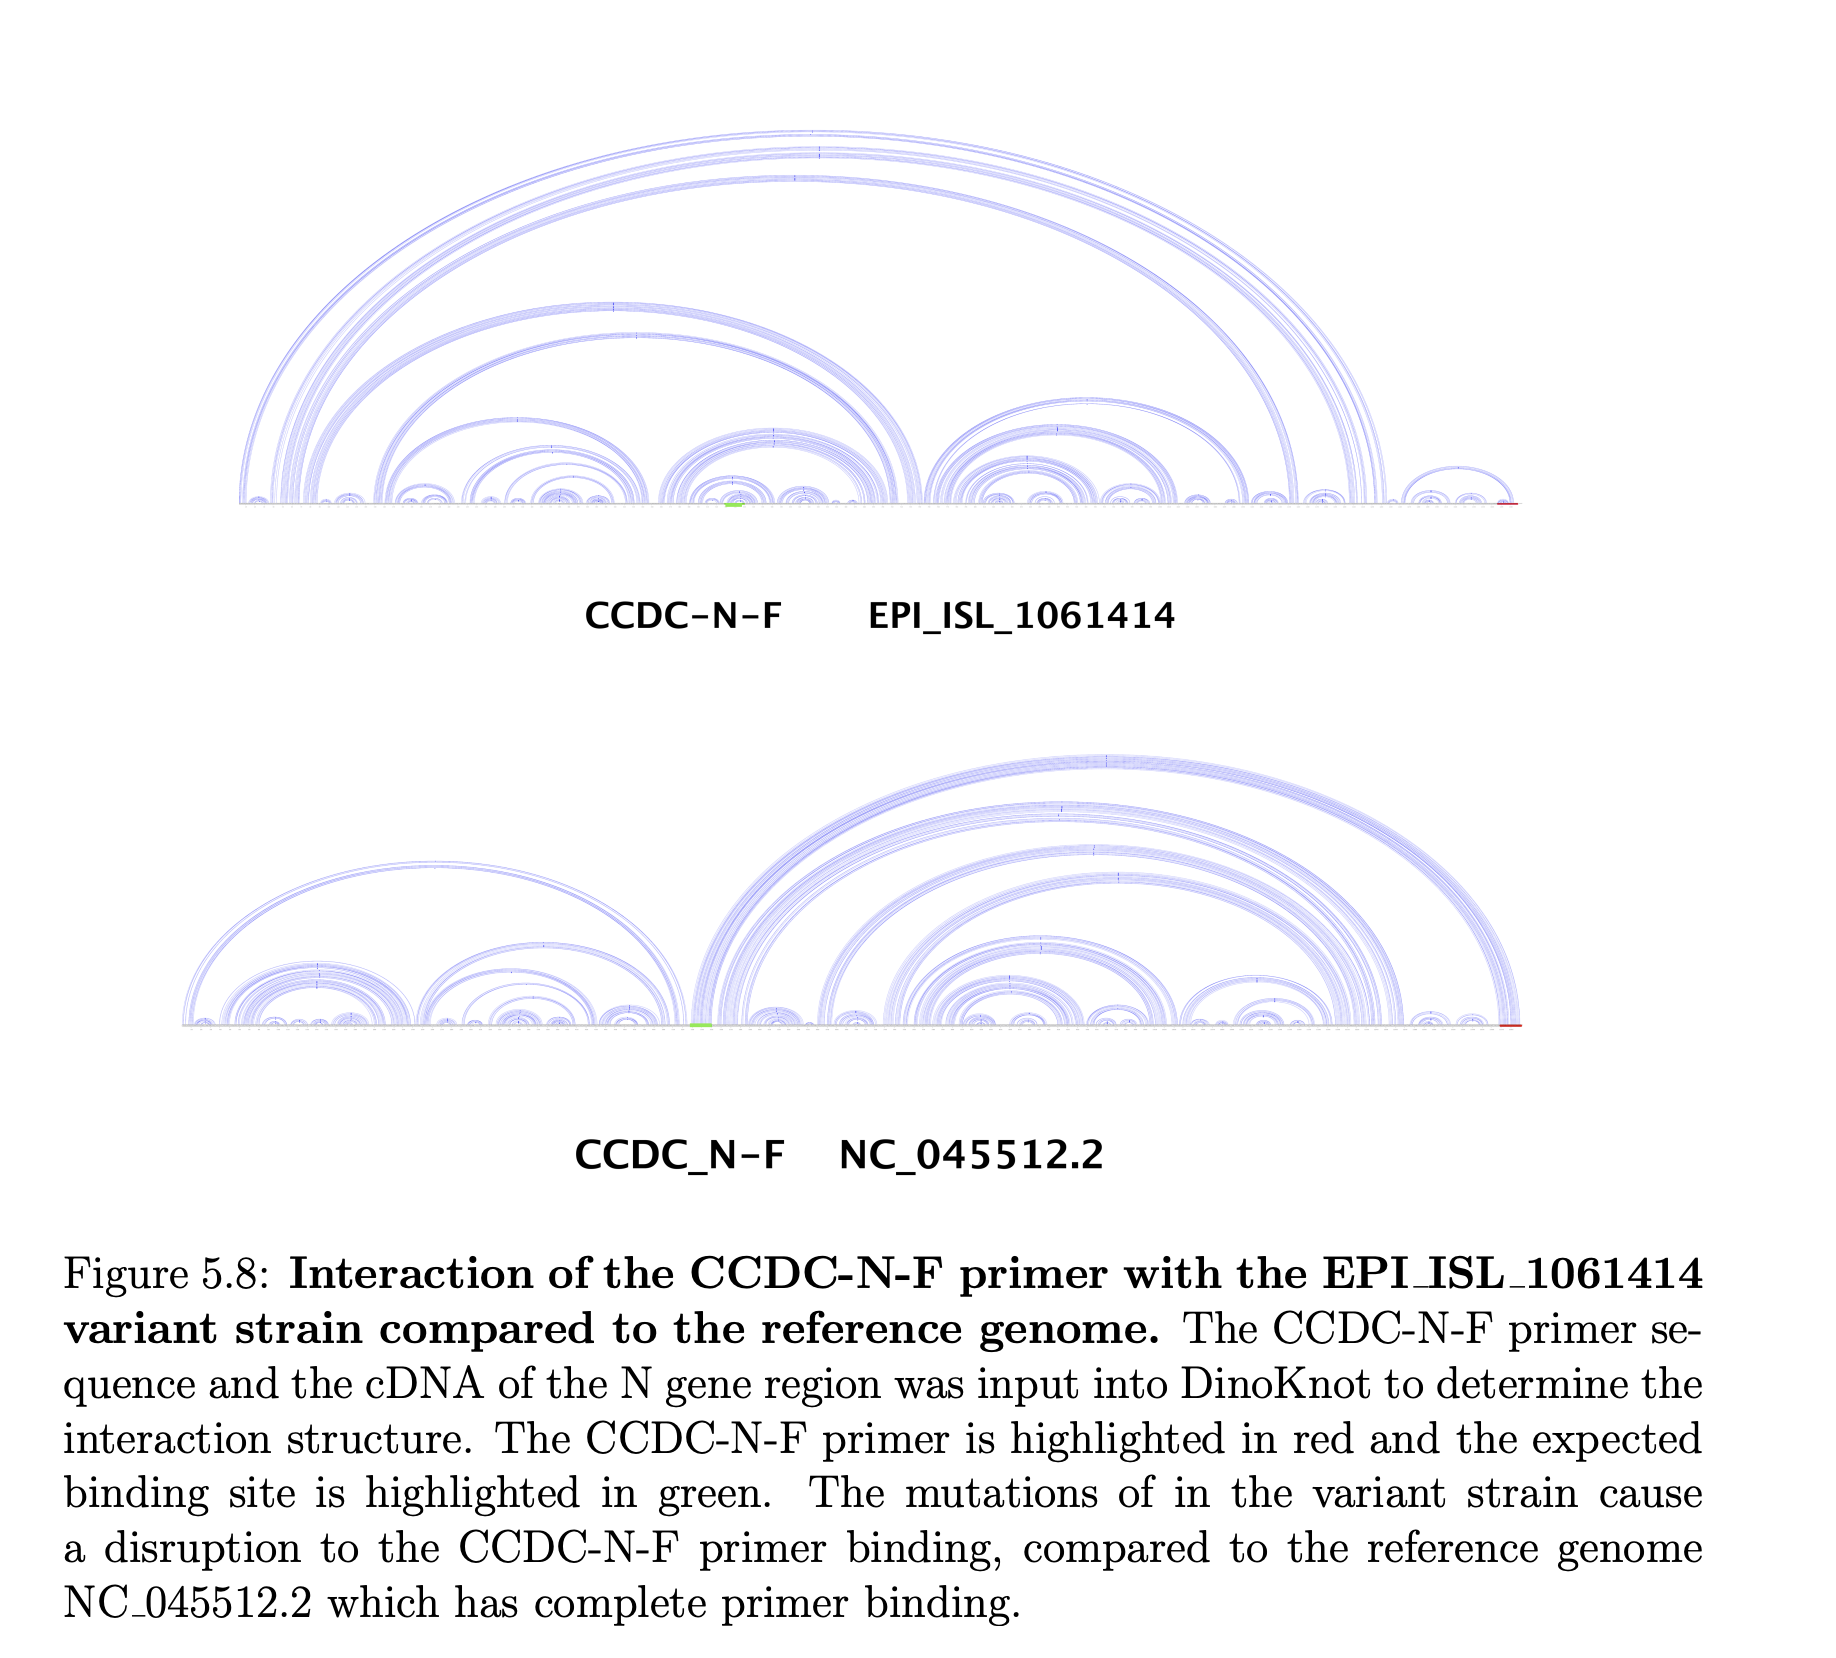 CCDC-N-F EPI_ISL_1061414
CCDC_N-F NC_045512.2
Figure 5.8: Interaction of the CCDC-N-F primer with the EPI_ISL_1061414
variant strain compared to the reference genome. The CCDC-N-F primer se-
quence and the cDNA of the N gene region was input into DinoKnot to determine the
interaction structure. The CCDC-N-F primer is highlighted in red and the expected
binding site is highlighted in green. The mutations of in the variant strain cause
a disruption to the CCDC-N-F primer binding, compared to the reference genome
NC_045512.2 which has complete primer binding.